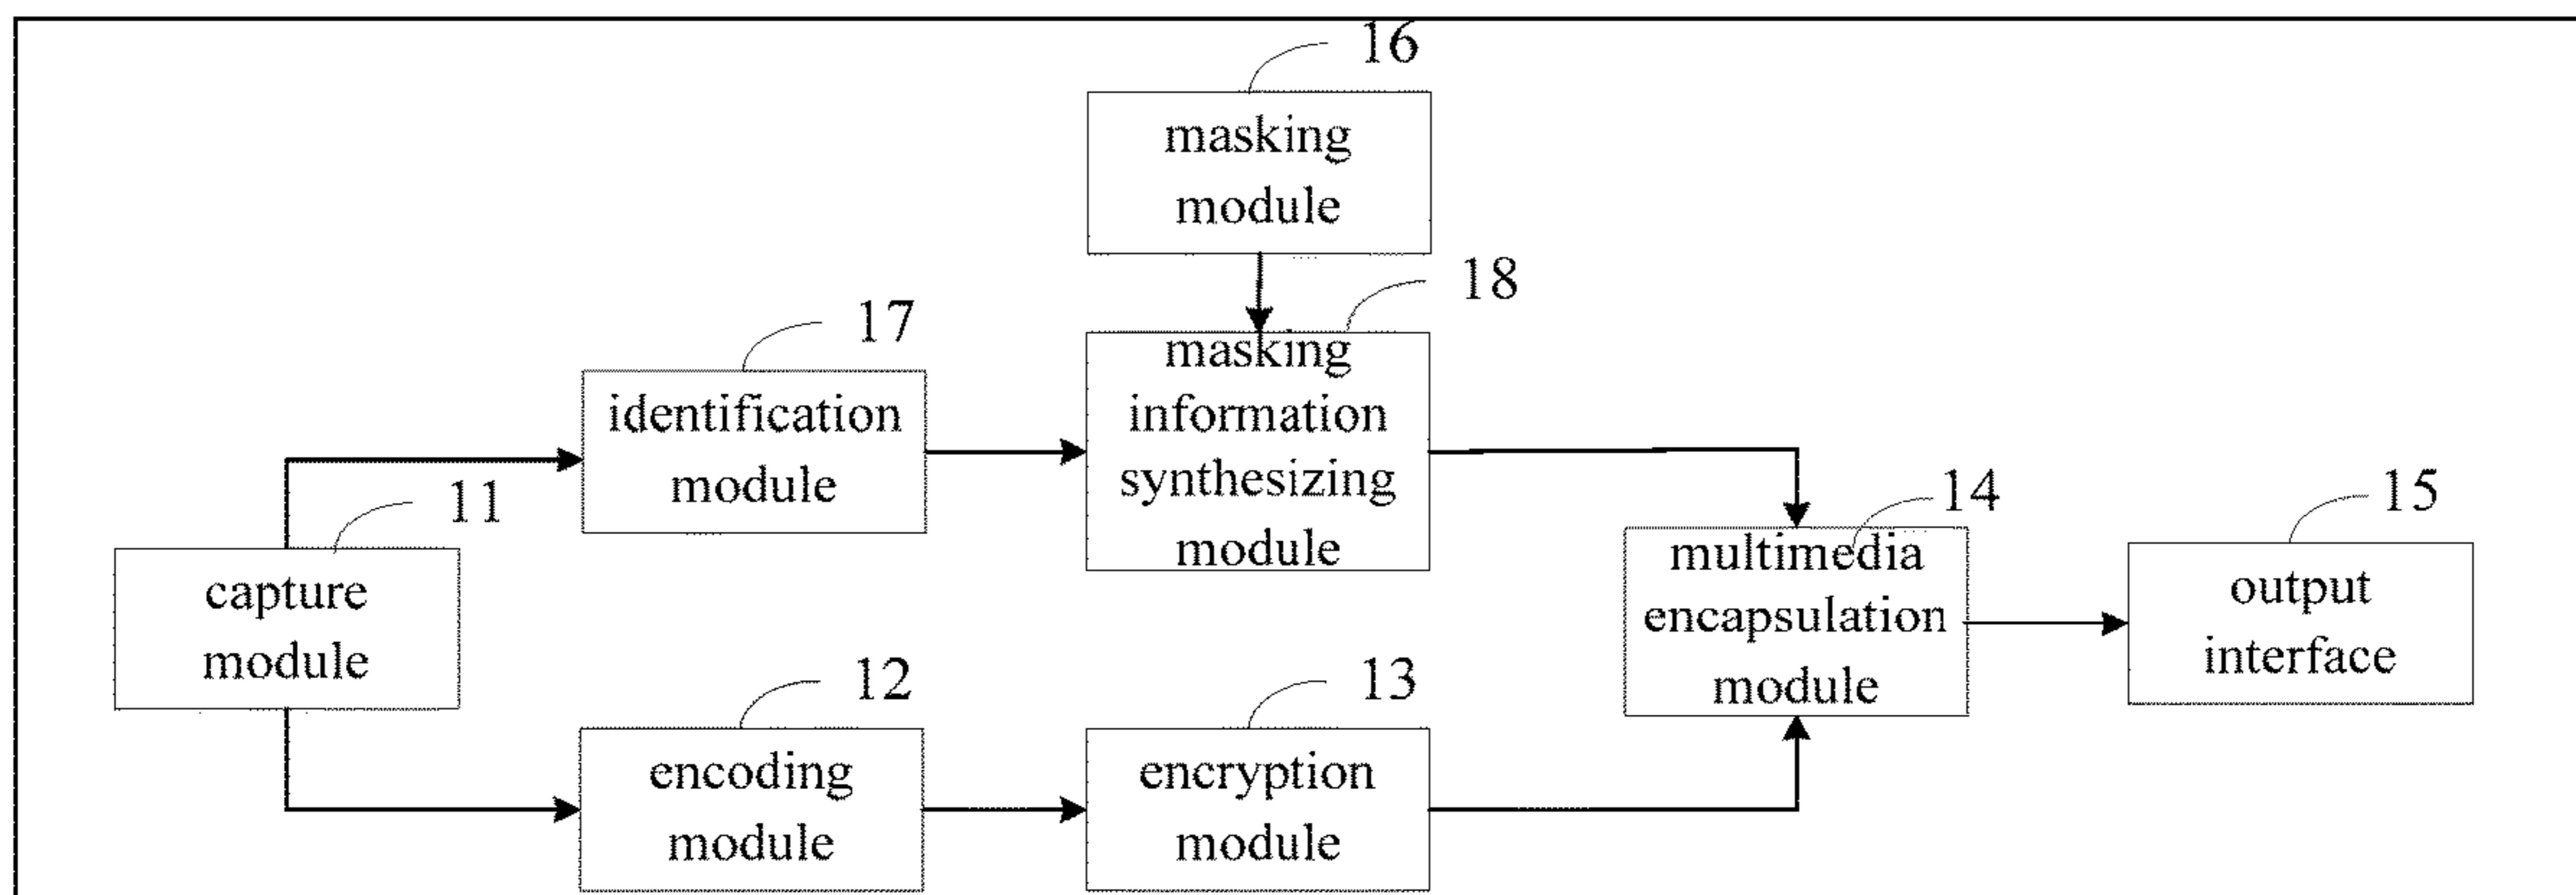 16
masking
module
18
17
masking
information
synthesizing
module
identification
module
11
capture
module
14
multimedia
encapsulation
module
15
output
interface
12
encoding
module
13
encryption
module